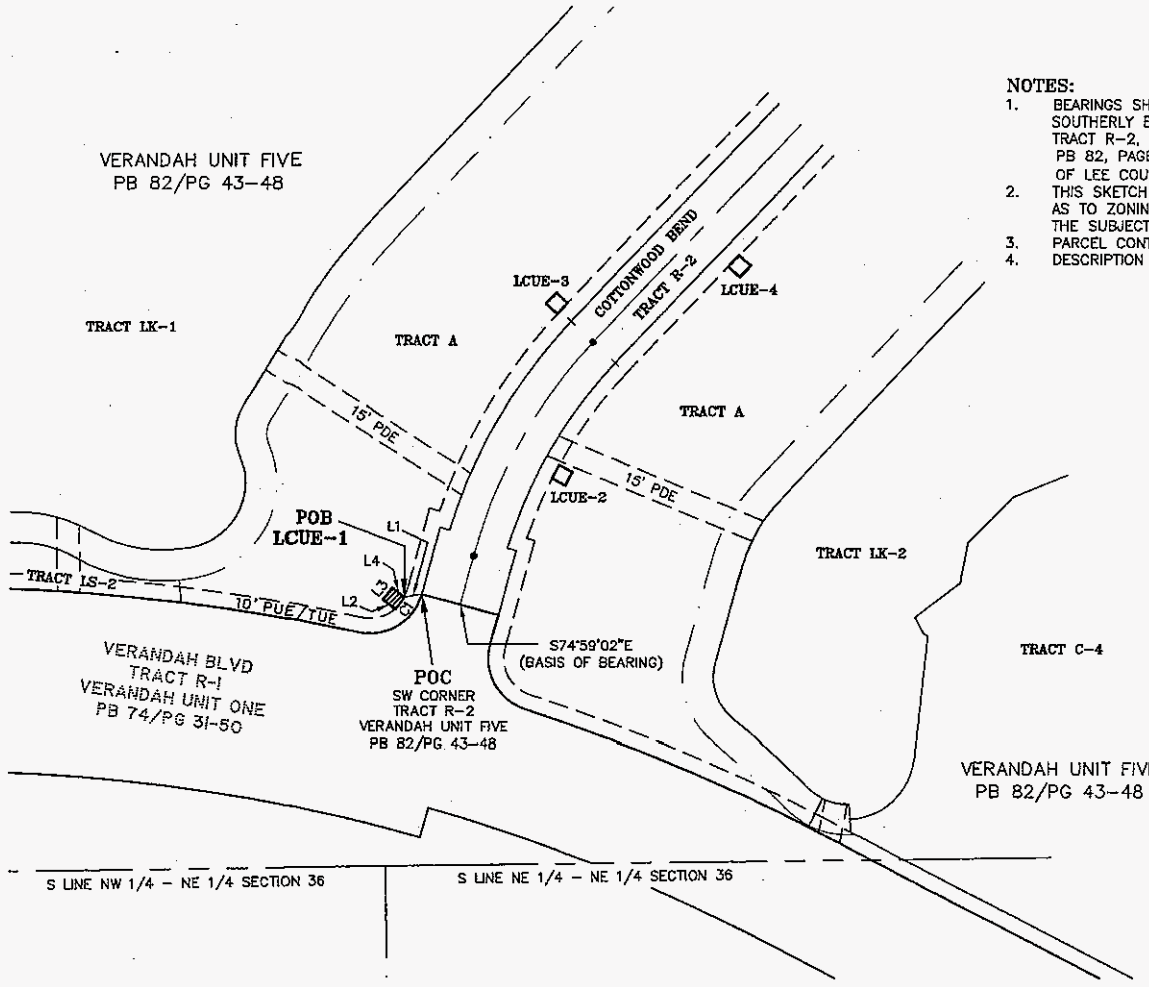 NOTES:
1. BEARINGS SH
SOUTHERLY
TRACT R-2,
PB 82, PAGE
OF LEE COU
2. THIS SKETCH
AS TO ZONIN
THE SUBJECT
3. PARCEL CONT
4. DESCRIPTION
VERANDAH UNIT FIVE
PB 82/PG 43-48
COTTONWOOD BEND
TRACT R-2
LCUE-3
LCUE-4
TRACT LK-1
TRACT A
TRACT A
15' PDE
15' PDE
LCUE-2
POB
LCUE-1
L1
L4
L3
L2
TRACT LS-2
10' PUE/TUE
TRACT LK-2
S74°59'02"E
(BASIS OF BEARING)
TRACT C-4
VERANDAH BLVD
TRACT R-1
VERANDAH UNIT ONE
PB 74/PG 31-50
POC
SW CORNER
TRACT R-2
VERANDAH UNIT FIVE
PB 82/PG. 43-48
VERANDAH UNIT FIVE
PB 82/PG 43-48
S LINE NW 1/4 - NE 1/4 SECTION 36
S LINE NE 1/4 - NE 1/4 SECTION 36